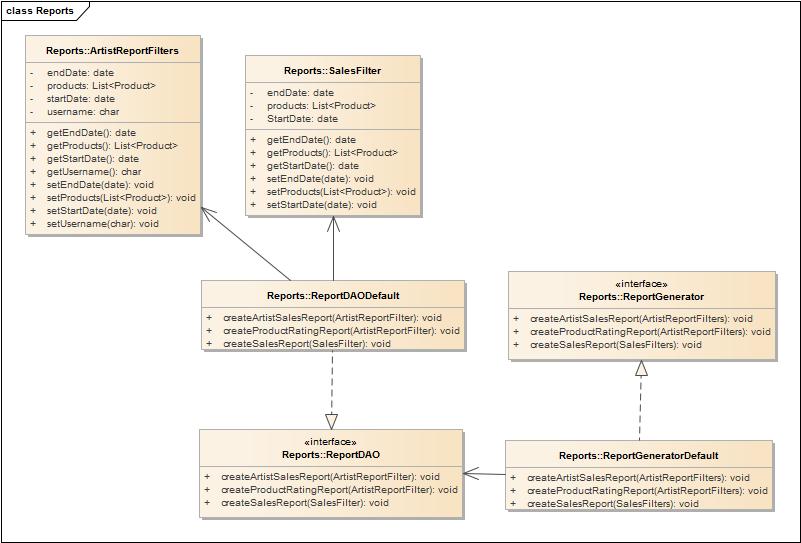 class Reports
Reports::ArtistReportFilters
- endDate: date
- products: List<Product>
- startDate: date
- username: char
+ getEndDate(): date
+ getProducts(): List<Product>
+ getStartDate(): date
+ getUsername(): char
+ setEndDate(date): void
+ setProducts(List<Product>): void
+ setStartDate(date): void
+ setUsername(char): void
Reports::SalesFilter
- endDate: date
- products: List<Product>
- StartDate: date
+ getEndDate(): date
+ getProducts(): List<Product>
+ getStartDate(): date
+ setEndDate(date): void
+ setProducts(List<Product>): void
+ setStartDate(date): void
Reports::ReportDAODefault
+ createArtistSalesReport(ArtistReportFilter): void
+ createProductRatingReport(ArtistReportFilter): void
+ createSalesReport(SalesFilter): void
«interface»
Reports::ReportGenerator
+ createArtistSalesReport(ArtistReportFilters): void
+ createProductRatingReport(ArtistReportFilters): void
+ createSalesReport(SalesFilters): void
«interface»
Reports::ReportDAO
+ createArtistSalesReport(ArtistReportFilter): void
+ createProductRatingReport(ArtistReportFilter): void
+ createSalesReport(SalesFilter): void
Reports::ReportGeneratorDefault
+ createArtistSalesReport(ArtistReportFilters): void
+ createProductRatingReport(ArtistReportFilters): void
+ createSalesReport(SalesFilters): void